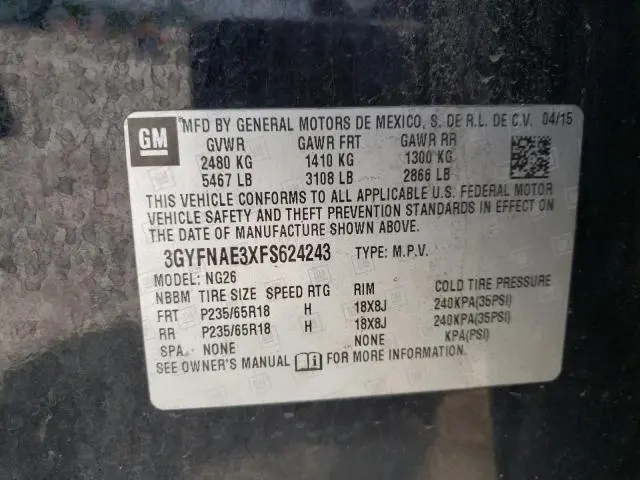 GM
MFD BY GENERAL MOTORS DE MEXICO, S. DE R.L. DE C.V. 04/15
GVWR GAWR FRT GAWR RR
2480 KG 1410 KG 1300 KG
5467 LB 3108 LB 2866 LB
THIS VEHICLE CONFORMS TO ALL APPLICABLE U.S. FEDERAL MOTOR
VEHICLE SAFETY AND THEFT PREVENTION STANDARDS IN EFFECT ON
THE DATE OF MANUFACTURE SHOWN ABOVE.
3GYFNAE3XFS624243 TYPE: M.P.V.
MODEL: NG26
NBBM TIRE SIZE SPEED RTG RIM COLD TIRE PRESSURE
FRT P235/65R18 H 18X8J 240KPA(35PSI)
RR P235/65R18 H 18X8J 240KPA(35PSI)
SPA NONE NONE KPA(PSI)
SEE OWNER'S MANUAL i FOR MORE INFORMATION.